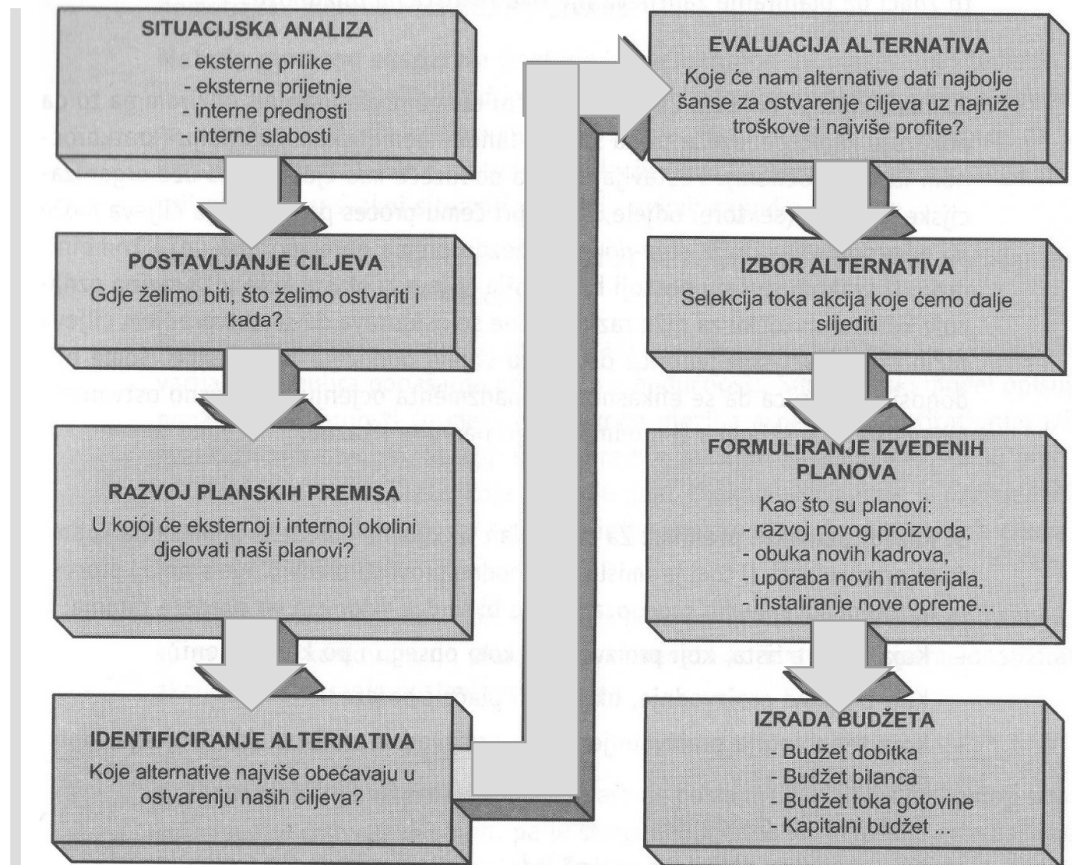 SITUACIJSKA ANALIZA
- eksterne prilike
- eksterne prijetnje
- interne prednosti
- interne slabosti
POSTAVLJANJE CILJEVA
Gdje želimo biti, što želimo ostvariti i
kada?
RAZVOJ PLANSKIH PREMISA
U kojoj će eksternoj i internoj okolini
djelovati naši planovi?
IDENTIFICIRANJE ALTERNATIVA
Koje alternative najviše obećavaju u
ostvarenju naših ciljeva?
EVALUACIJA ALTERNATIVA
Koje će nam alternative dati najbolje
šanse za ostvarenje ciljeva uz najniže
troškove i najviše profite?
IZBOR ALTERNATIVA
Selekcija toka akcija koje ćemo dalje
slijediti
FORMULIRANJE IZVEDENIH
PLANOVA
Kao što su planovi:
- razvoj novog proizvoda,
- obuka novih kadrova,
- uporaba novih materijala,
- instaliranje nove opreme...
IZRADA BUDŽETA
- Budžet dobitka
- Budžet bilanca
- Budžet toka gotovine
- Kapitalni budžet ...